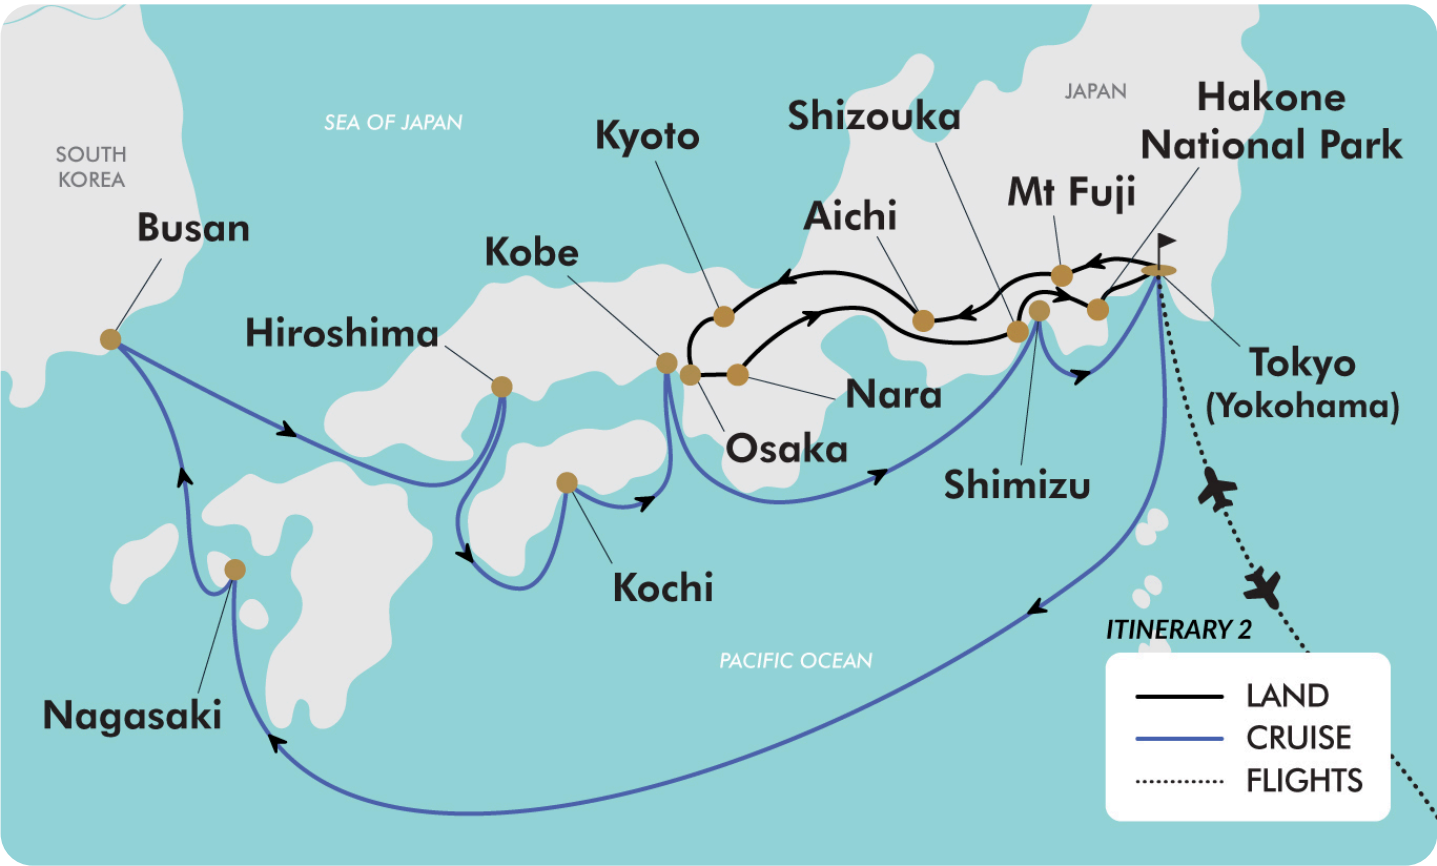 SEA OF JAPAN
SOUTH
KOREA
JAPAN
Hakone
National Park
Shizouka
Kyoto
Mt Fuji
Aichi
Busan
Kobe
Hiroshima
Tokyo
(Yokohama)
Nara
Osaka
Shimizu
Kochi
Nagasaki
PACIFIC OCEAN
ITINERARY 2
LAND
CRUISE
FLIGHTS